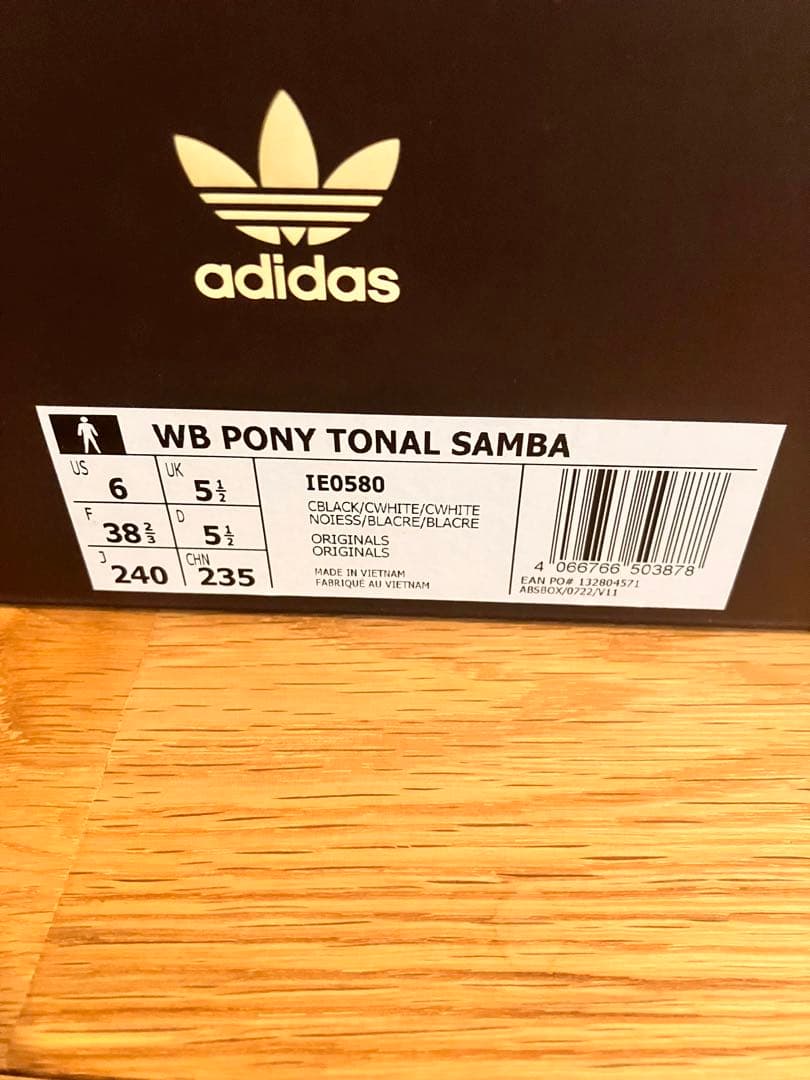 adidas
WB PONY TONAL SAMBA
US 6 UK 5½
F 38⅔ D 5½
J 240 CHN 235
IE0580
CBLACK/CWHITE/CWHITE
NOIESS/BLACRE/BLACRE
ORIGINALS
ORIGINALS
MADE IN VIETNAM
FABRIQUÉ AU VIETNAM
4 066766 503878
EAN PO# 132804571
ABSBOX/0722/V11